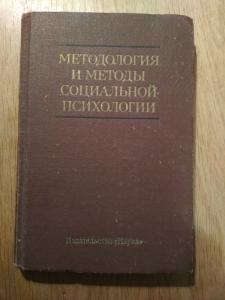 МЕТОДОЛОГИЯ
И МЕТОДЫ
СОЦИАЛЬНОЙ
ПСИХОЛОГИИ
Издательство «Наука»